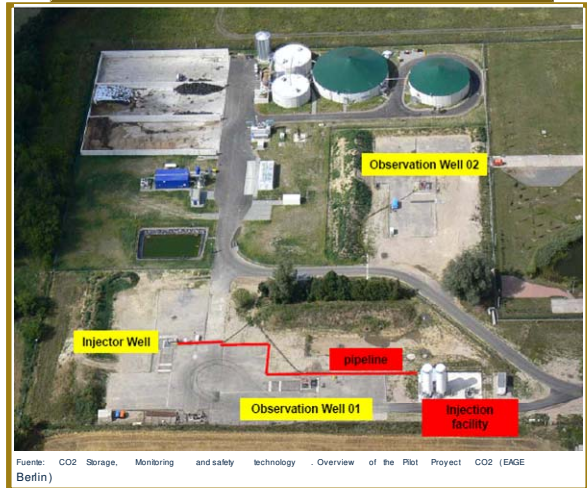 Observation Well 02
Injector Well
pipeline
Observation Well 01
Injection
facility
Fuente: CO2 Storage, Monitoring and safety technology . Overview of the Pilot Proyect CO2 (EAGE
Berlin)